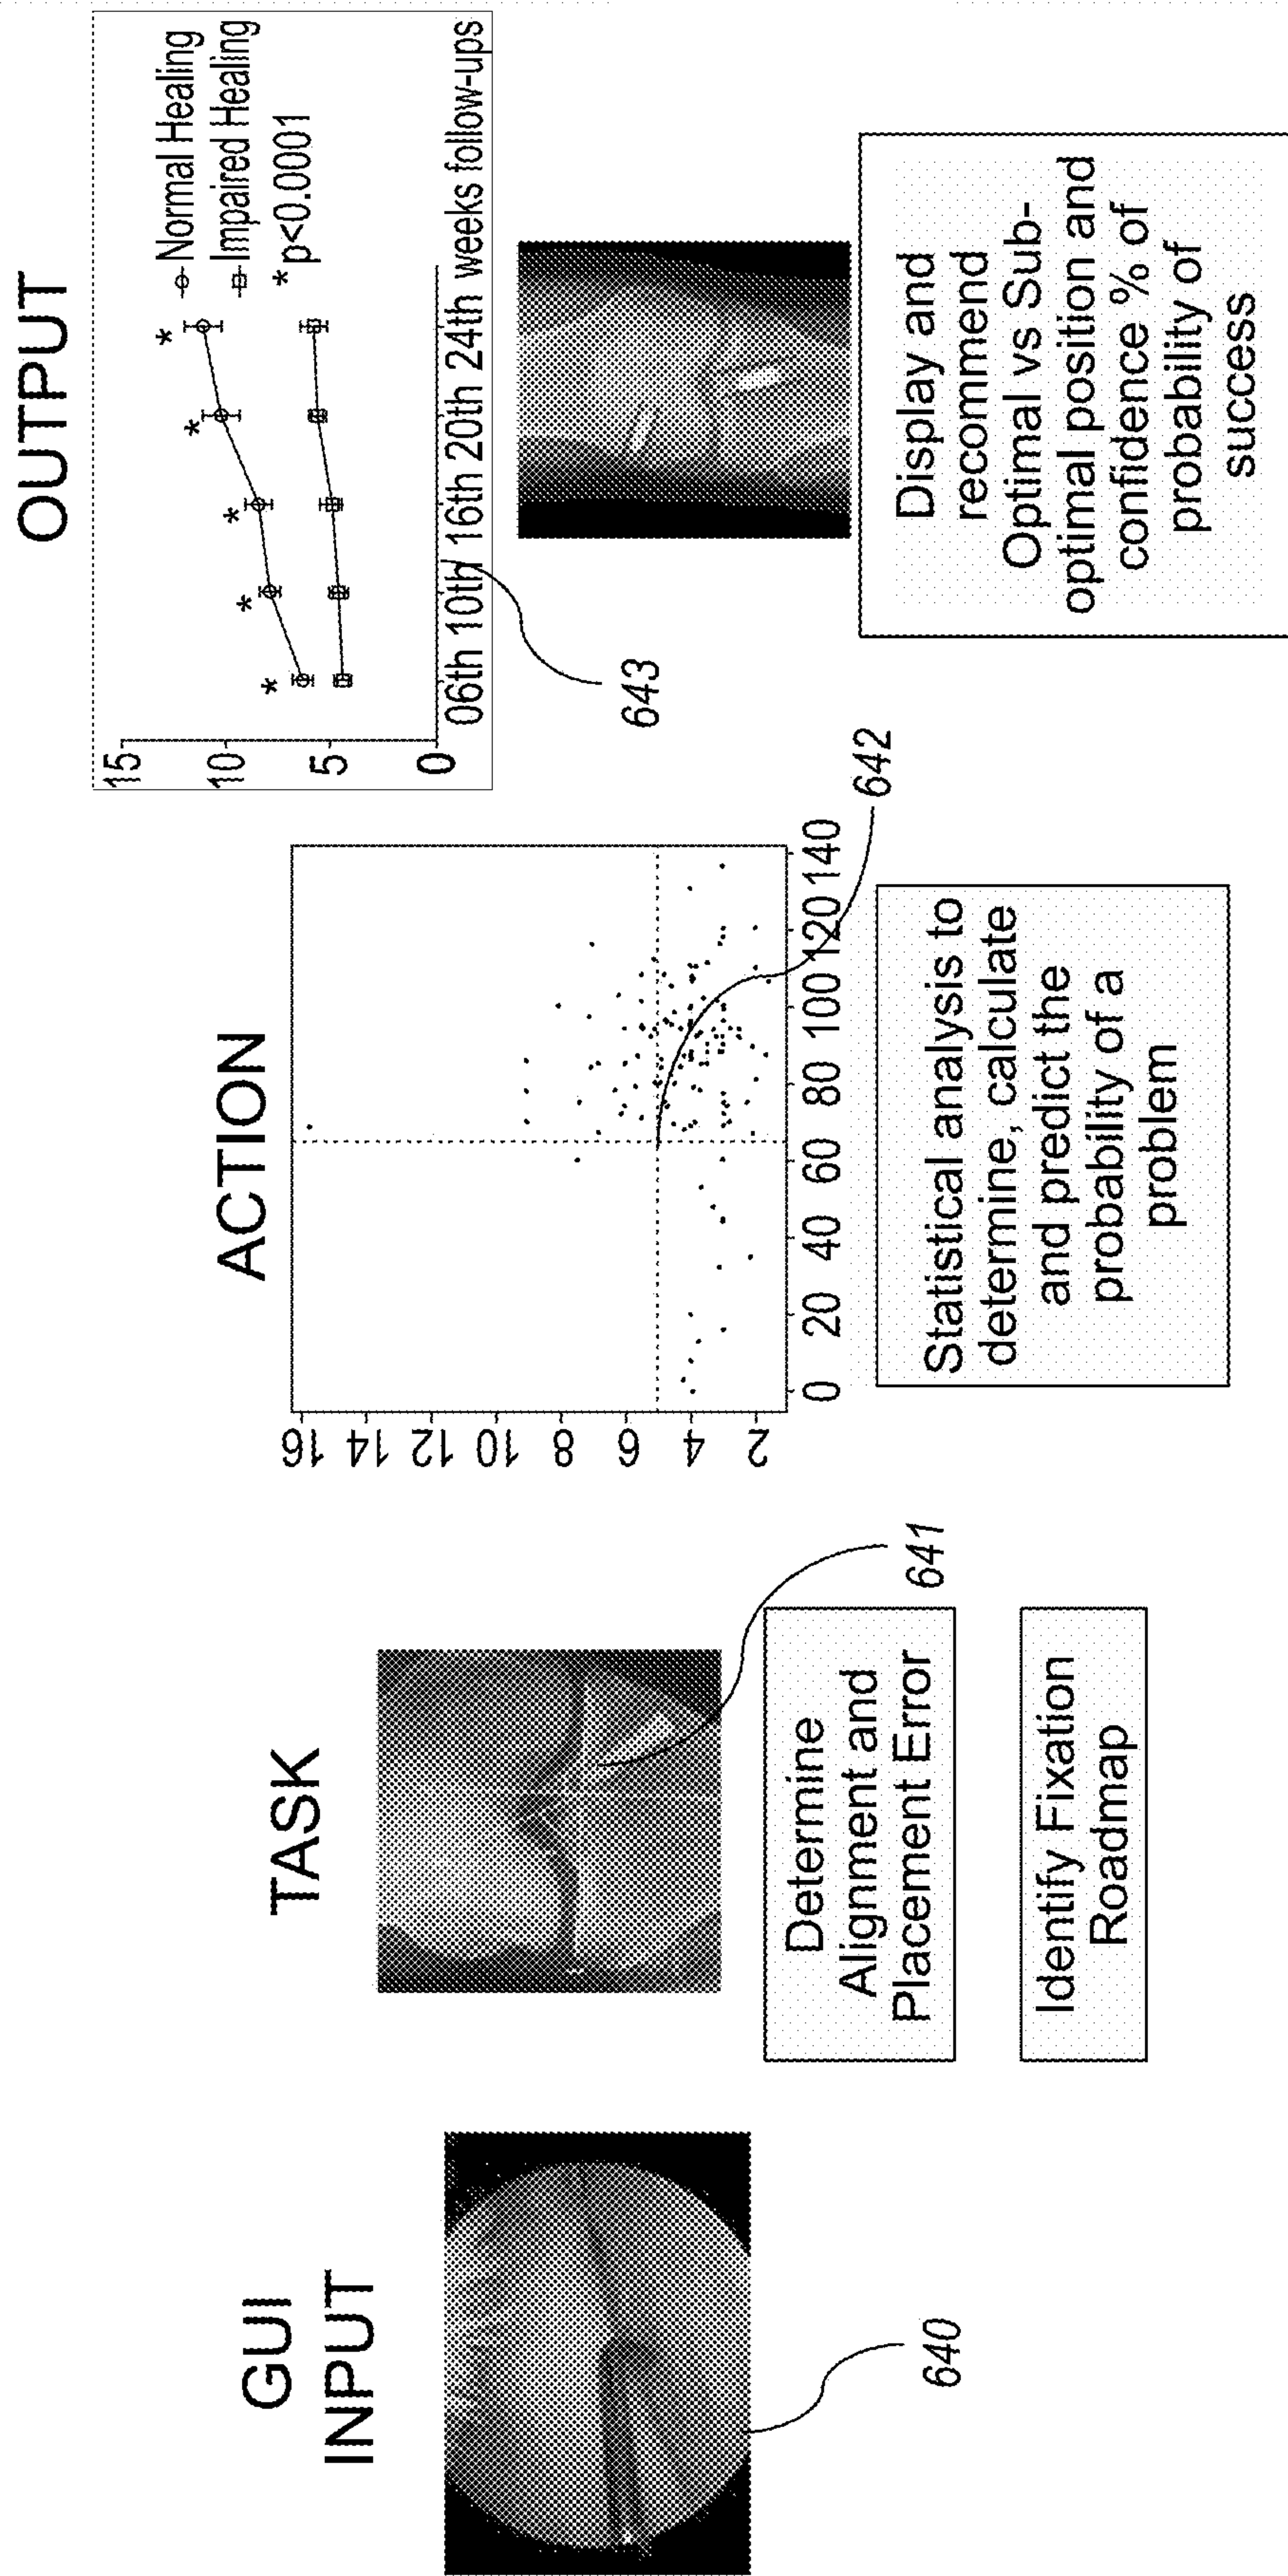 GUI
INPUT
640
TASK
641
Determine
Alignment and
Placement Error
Identify Fixation
Roadmap
ACTION
16
14
12
10
8
6
4
2
0 20 40 60 80 100 120 140
642
Statistical analysis to
determine, calculate
and predict the
probability of a
problem
OUTPUT
15
10
5
0
Normal Healing
Impaired Healing
* p<0.0001
* * * * *
06th 10th 16th 20th 24th weeks follow-ups
643
Display and
recommend
Optimal vs Sub-
optimal position and
confidence % of
probability of
success